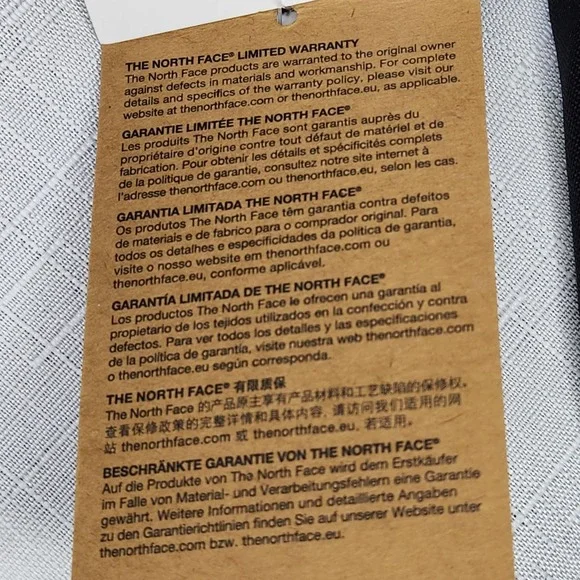 THE NORTH FACE® LIMITED WARRANTY
The North Face products are warranted to the original owner
against defects in materials and workmanship. For complete
details and specifics of the warranty policy, please visit our
website at thenorthface.com or thenorthface.eu, as applicable.
GARANTIE LIMITÉE THE NORTH FACE®
Les produits The North Face sont garantis auprès du
propriétaire d'origine contre tout défaut de matériel et de
fabrication. Pour obtenir les détails et spécificités complets
de la politique de garantie, consultez notre site internet à
l'adresse thenorthface.com ou thenorthface.eu, selon les cas.
GARANTIA LIMITADA THE NORTH FACE®
Os produtos The North Face têm garantia contra defeitos
de materiais e de fabrico para o comprador original. Para
todos os detalhes e especificidades da política de garantia,
visite o nosso website em thenorthface.com ou
thenorthface.eu, conforme aplicável.
GARANTÍA LIMITADA DE THE NORTH FACE®
Los productos The North Face le ofrecen una garantía al
propietario de los tejidos utilizados en la confección y contra
defectos. Para ver todos los detalles y las especificaciones
de la política de garantía, visite nuestra web thenorthface.com
o thenorthface.eu según corresponda.
THE NORTH FACE® 有限质保
The North Face 的产品原主享有产品材料和工艺缺陷的保修权。
查看保修政策的完整详情和具体内容, 请访问我们适用的网
站 thenorthface.com 或 thenorthface.eu. 若适用。
BESCHRÄNKTE GARANTIE VON THE NORTH FACE®
Auf die Produkte von The North Face wird dem Erstkäufer
im Falle von Material- und Verarbeitungsfehlern eine Garantie
gewährt. Weitere Informationen und detaillierte Angaben
zu den Garantierichtlinien finden Sie auf unserer Website unter
thenorthface.com bzw. thenorthface.eu.